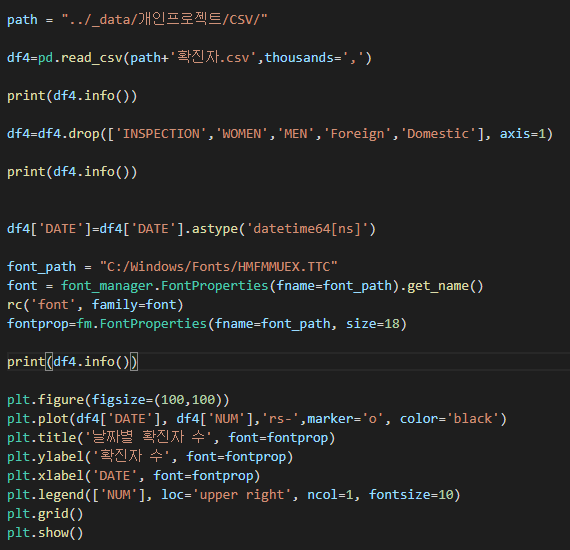 path = "../_data/개인프로젝트/CSV/"
df4=pd.read_csv(path+'확진자.csv',thousands=',')
print(df4.info())
df4=df4.drop(['INSPECTION','WOMEN','MEN','Foreign','Domestic'], axis=1)
print(df4.info())
df4['DATE']=df4['DATE'].astype('datetime64[ns]')
font_path = "C:/Windows/Fonts/HMFMMUEX.TTC"
font = font_manager.FontProperties(fname=font_path).get_name()
rc('font', family=font)
fontprop=fm.FontProperties(fname=font_path, size=18)
print(df4.info())
plt.figure(figsize=(100,100))
plt.plot(df4['DATE'], df4['NUM'],'rs-',marker='o', color='black')
plt.title('날짜별 확진자 수', font=fontprop)
plt.ylabel('확진자 수', font=fontprop)
plt.xlabel('DATE', font=fontprop)
plt.legend(['NUM'], loc='upper right', ncol=1, fontsize=10)
plt.grid()
plt.show()